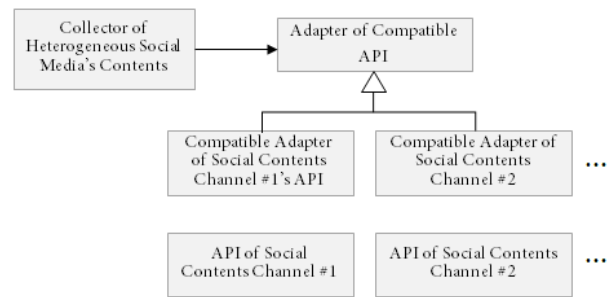 Collector of
Heterogeneous Social
Media's Contents
Adapter of Compatible
API
Compatible Adapter
of Social Contents
Channel #1's API
Compatible Adapter of
Social Contents
Channel #2
...
API of Social
Contents Channel #1
API of Social Contents
Channel #2
...